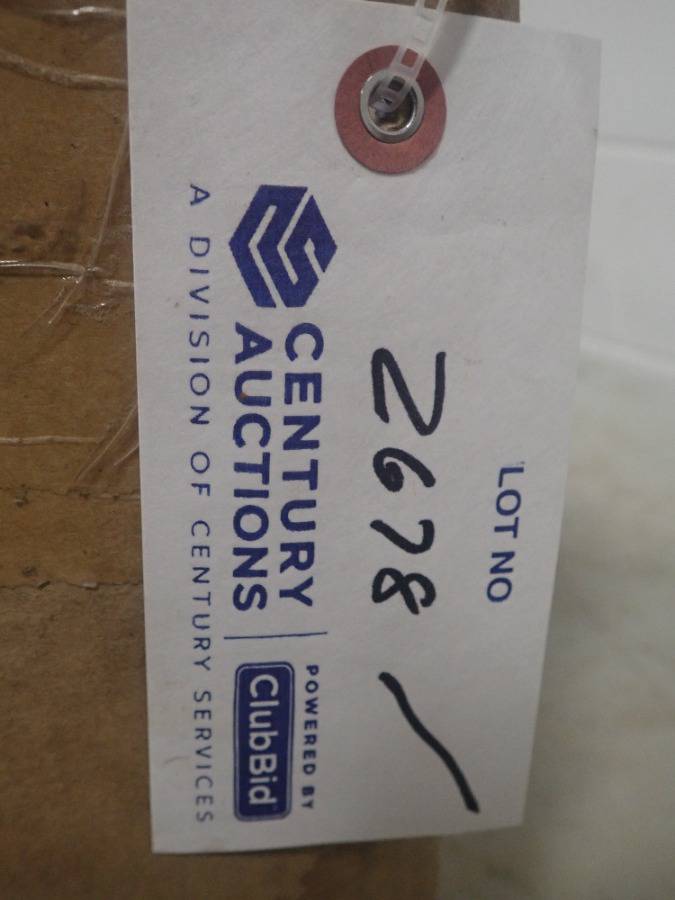 LOT NO
2678
CENTURY
AUCTIONS
POWERED BY
ClubBid
A DIVISION OF CENTURY SERVICES